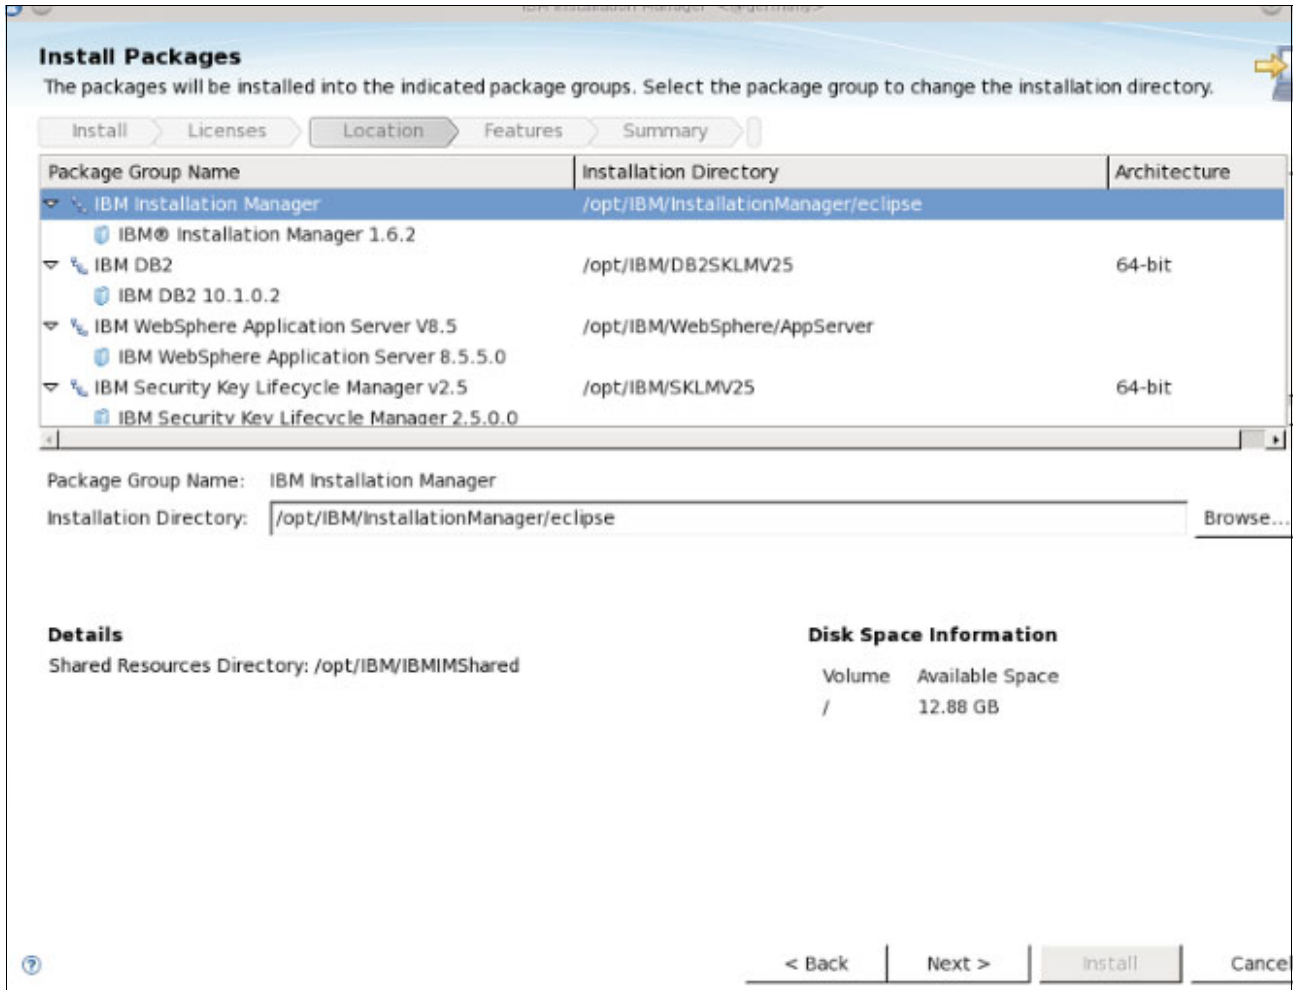 IBM Installation Manager <@germany>
Install Packages
The packages will be installed into the indicated package groups. Select the package group to change the installation directory.
Install Licenses Location Features Summary
Package Group Name Installation Directory Architecture
IBM Installation Manager /opt/IBM/InstallationManager/eclipse
IBM® Installation Manager 1.6.2
IBM DB2 /opt/IBM/DB2SKLMV25 64-bit
IBM DB2 10.1.0.2
IBM WebSphere Application Server V8.5 /opt/IBM/WebSphere/AppServer
IBM WebSphere Application Server 8.5.5.0
IBM Security Key Lifecycle Manager v2.5 /opt/IBM/SKLMV25 64-bit
IBM Security Key Lifecycle Manager 2.5.0.0
Package Group Name: IBM Installation Manager
Installation Directory: /opt/IBM/InstallationManager/eclipse Browse...
Details Disk Space Information
Shared Resources Directory: /opt/IBM/IBMIMShared
Volume Available Space
/ 12.88 GB
? < Back Next > Install Cancel